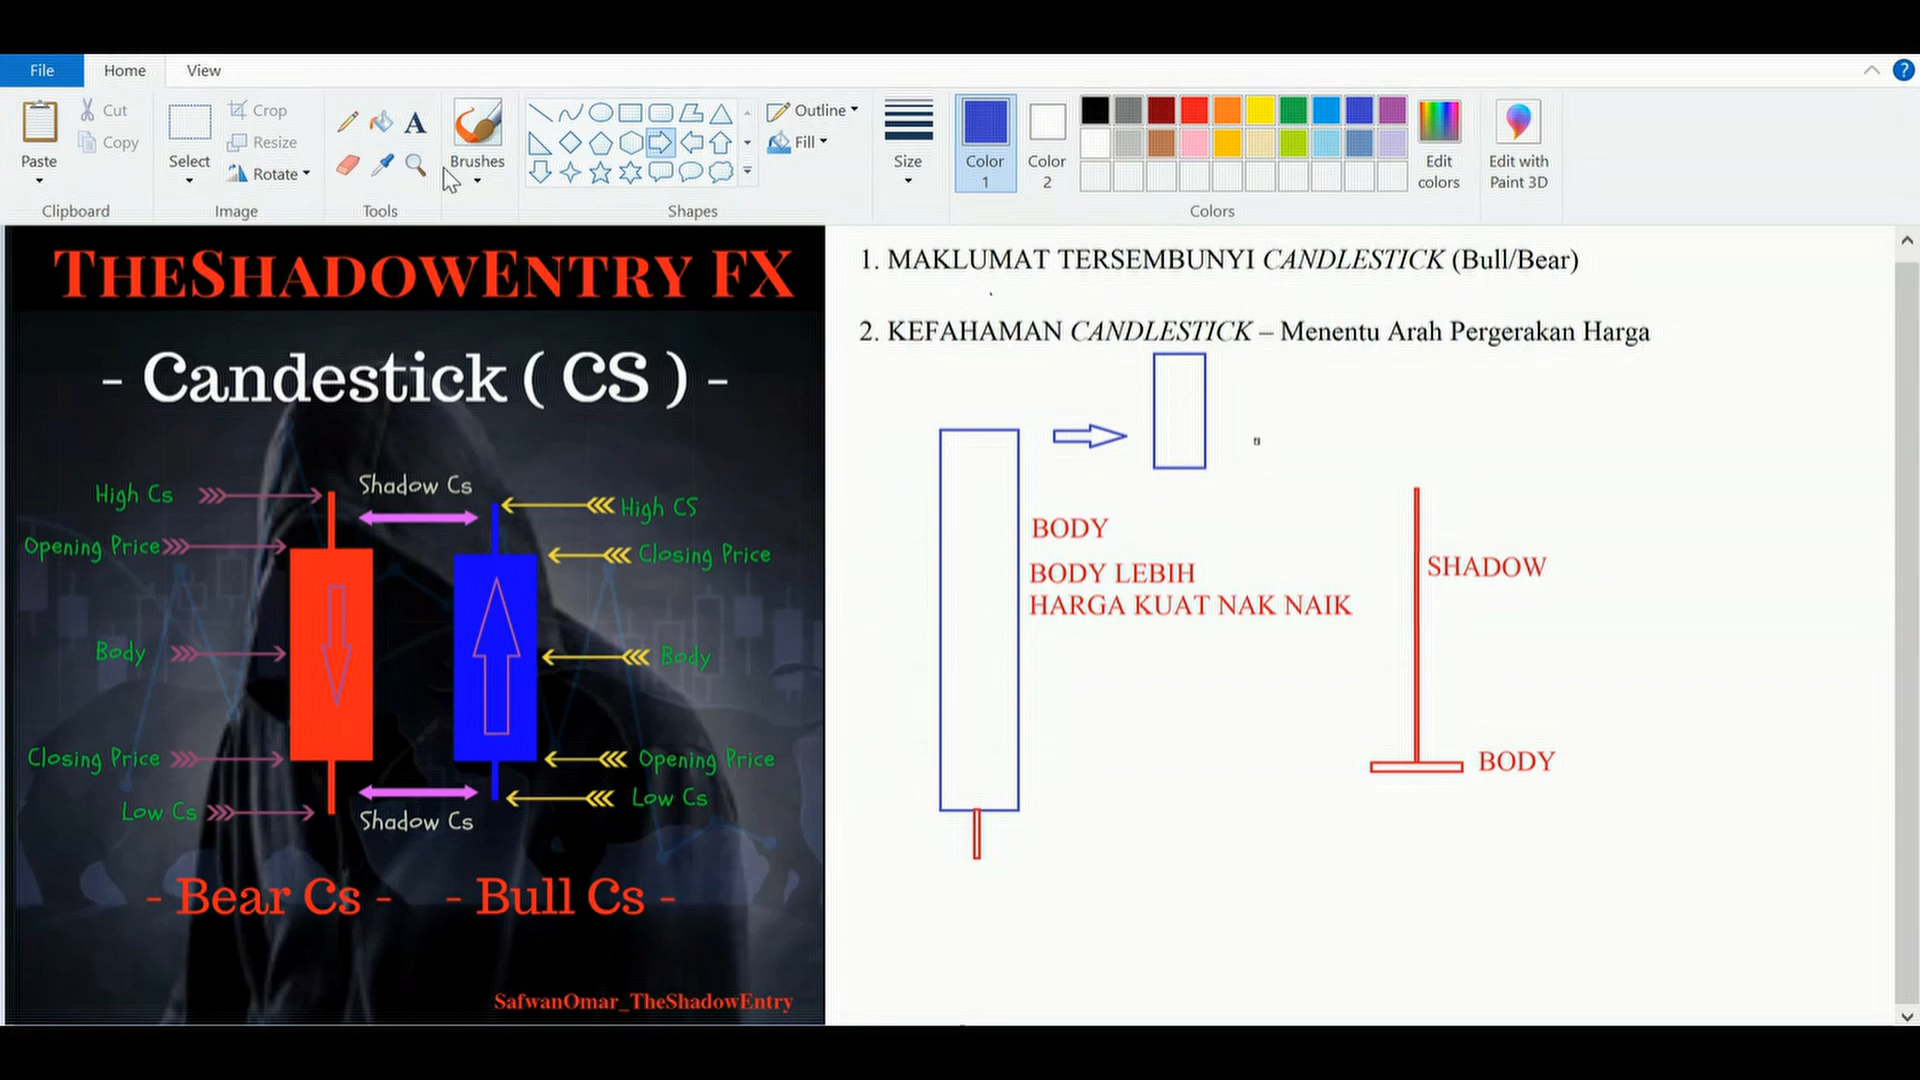 File Home View
Paste
Cut
Copy
Clipboard
Select
Crop
Resize
Rotate
Image
A
Tools
Brushes
Shapes
Outline
Fill
Size
Color 1
Color 2
Colors
Edit colors
Edit with Paint 3D
?
THESHADOWENTRY FX
- Candestick ( CS ) -
High Cs
Opening Price
Body
Closing Price
Low Cs
Shadow Cs
Shadow Cs
High CS
Closing Price
Body
Opening Price
Low Cs
- Bear Cs -
- Bull Cs -
SafwanOmar_TheShadowEntry
1. MAKLUMAT TERSEMBUNYI CANDLESTICK (Bull/Bear)
2. KEFAHAMAN CANDLESTICK – Menentu Arah Pergerakan Harga
BODY
BODY LEBIH
HARGA KUAT NAK NAIK
SHADOW
BODY